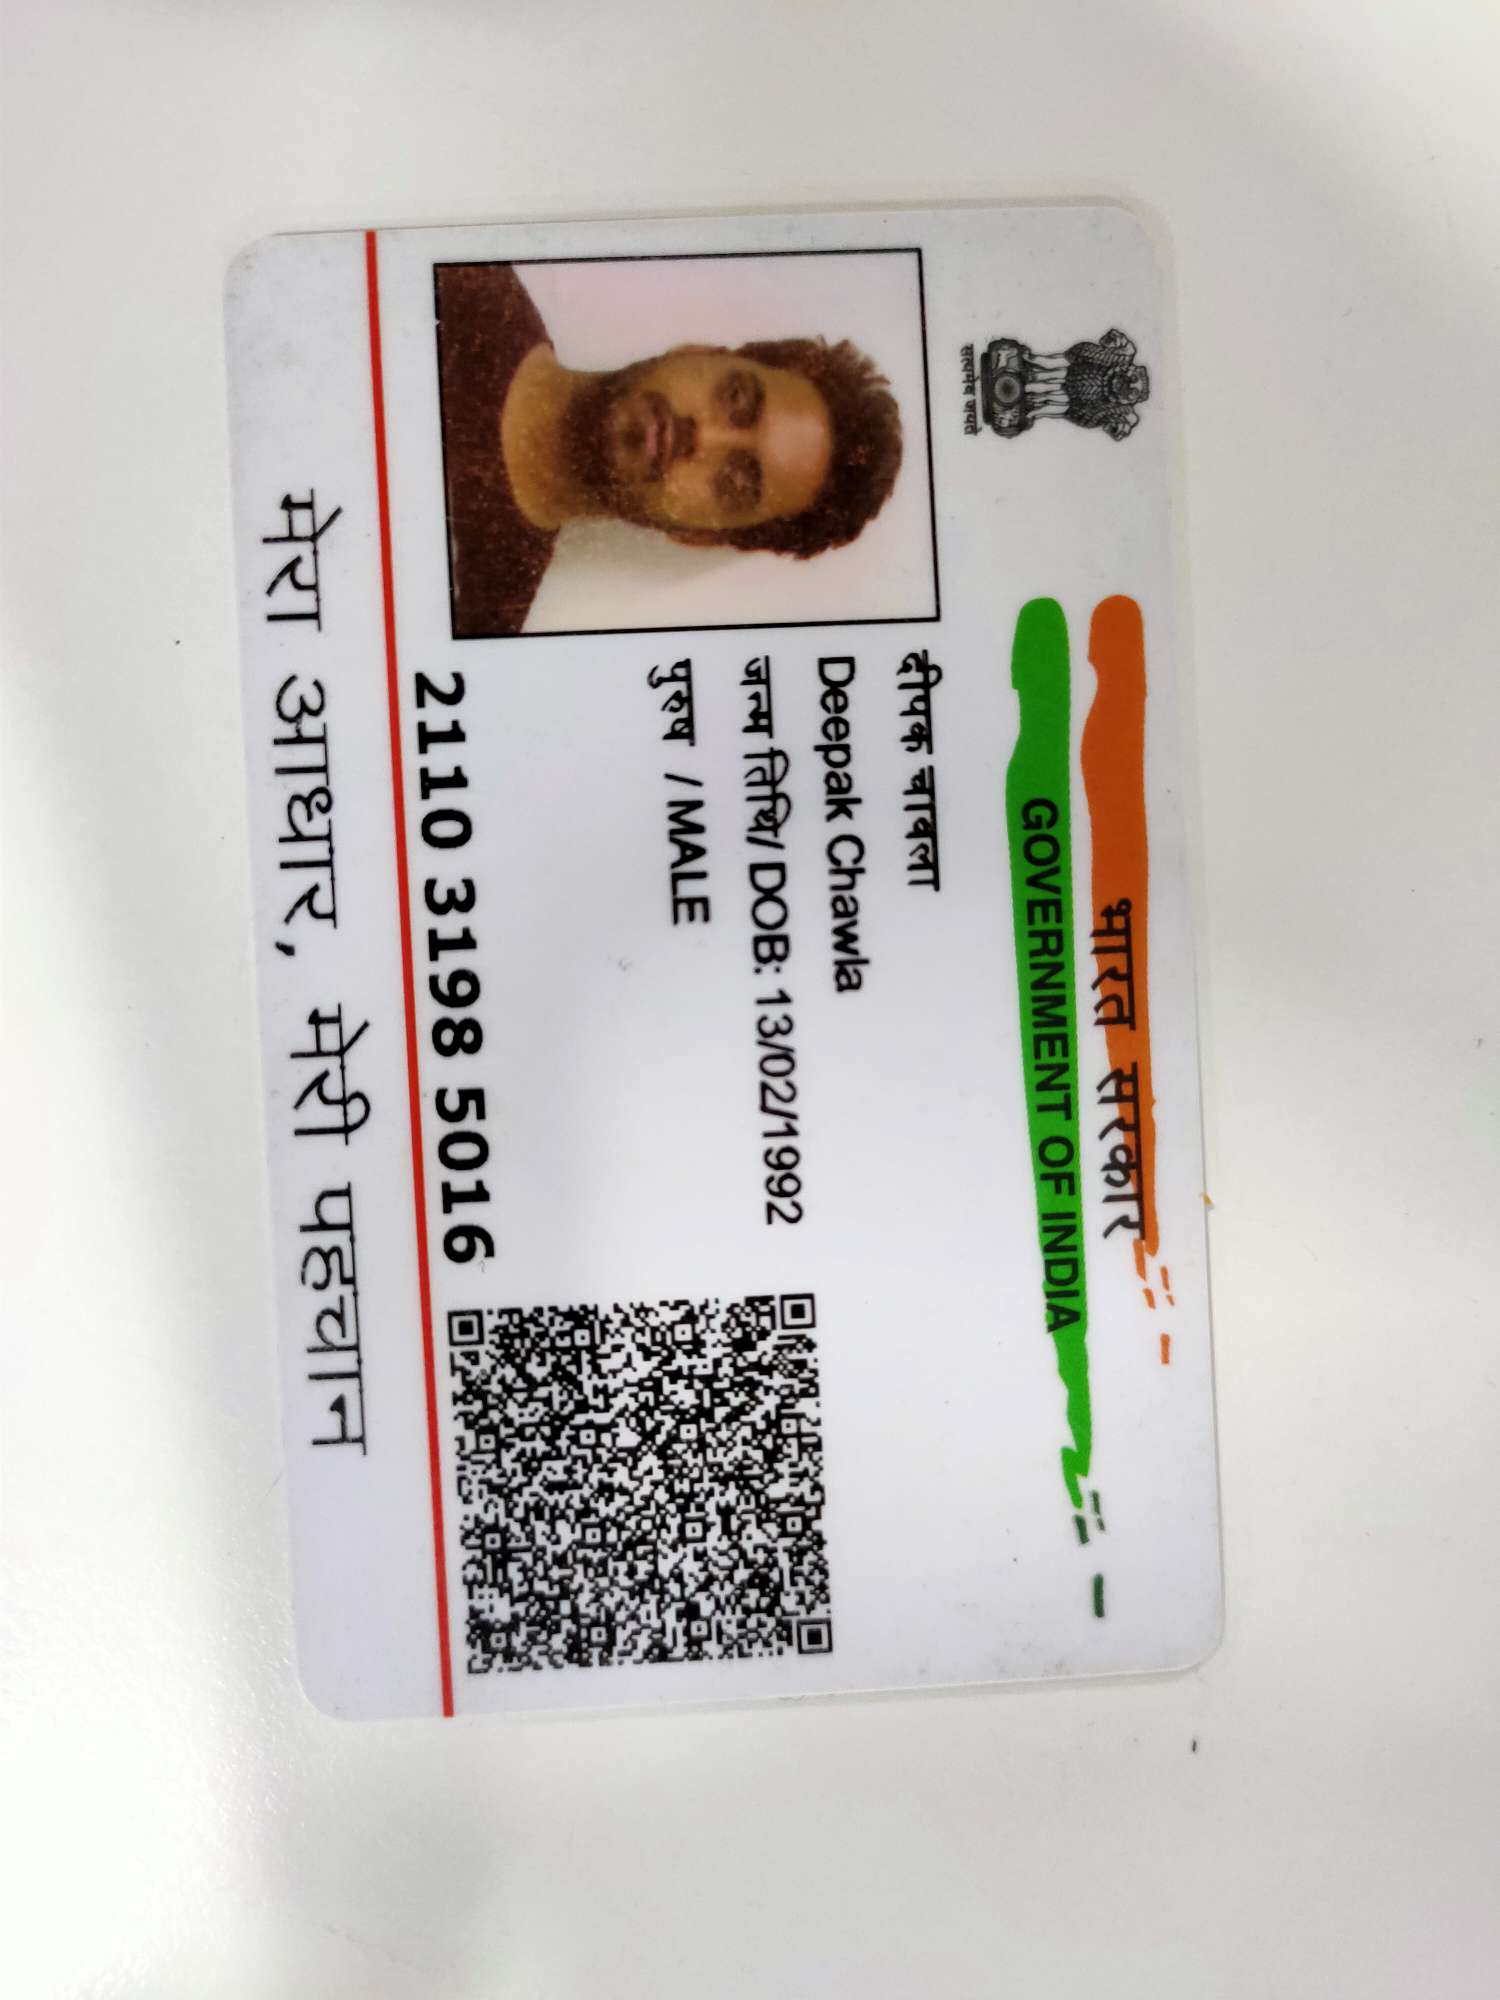 सत्यमेव जयते
भारत सरकार
GOVERNMENT OF INDIA
दीपक चावला
Deepak Chawla
जन्म तिथि/ DOB: 13/02/1992
पुरुष / MALE
2110 3198 5016
मेरा आधार, मेरी पहचान